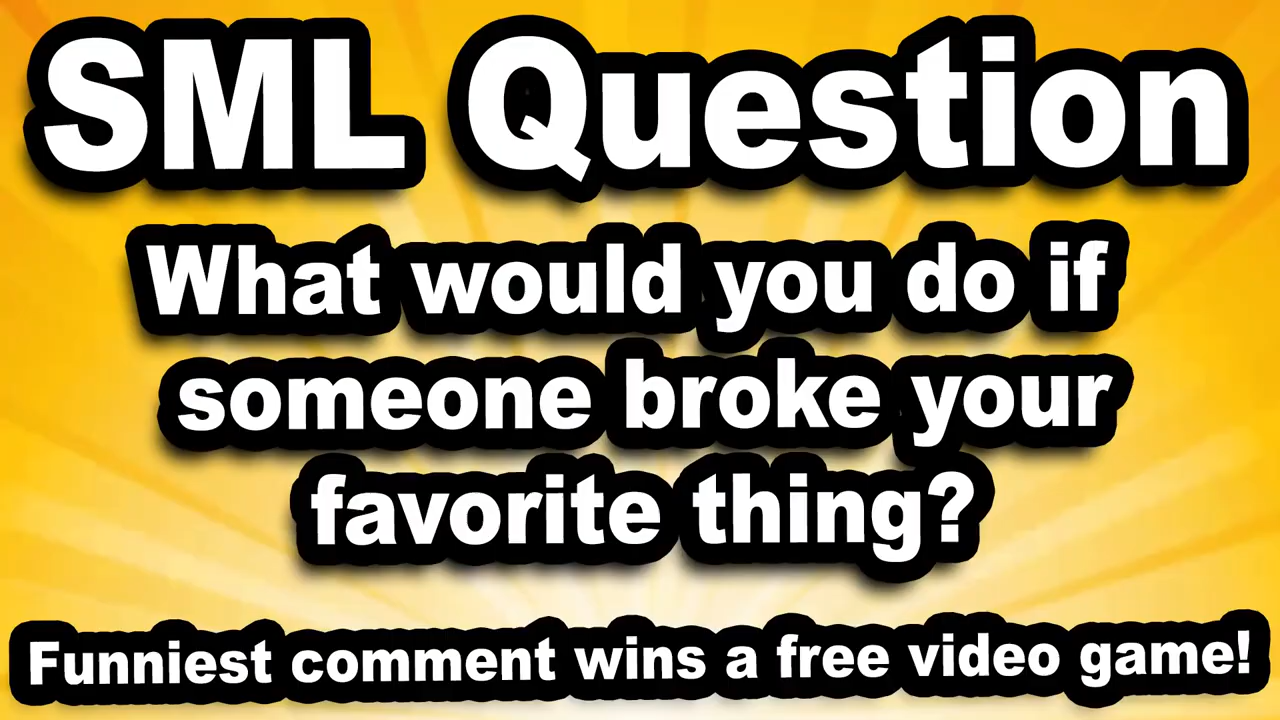 SML Question
What would you do if
someone broke your
favorite thing?
Funniest comment wins a free video game!